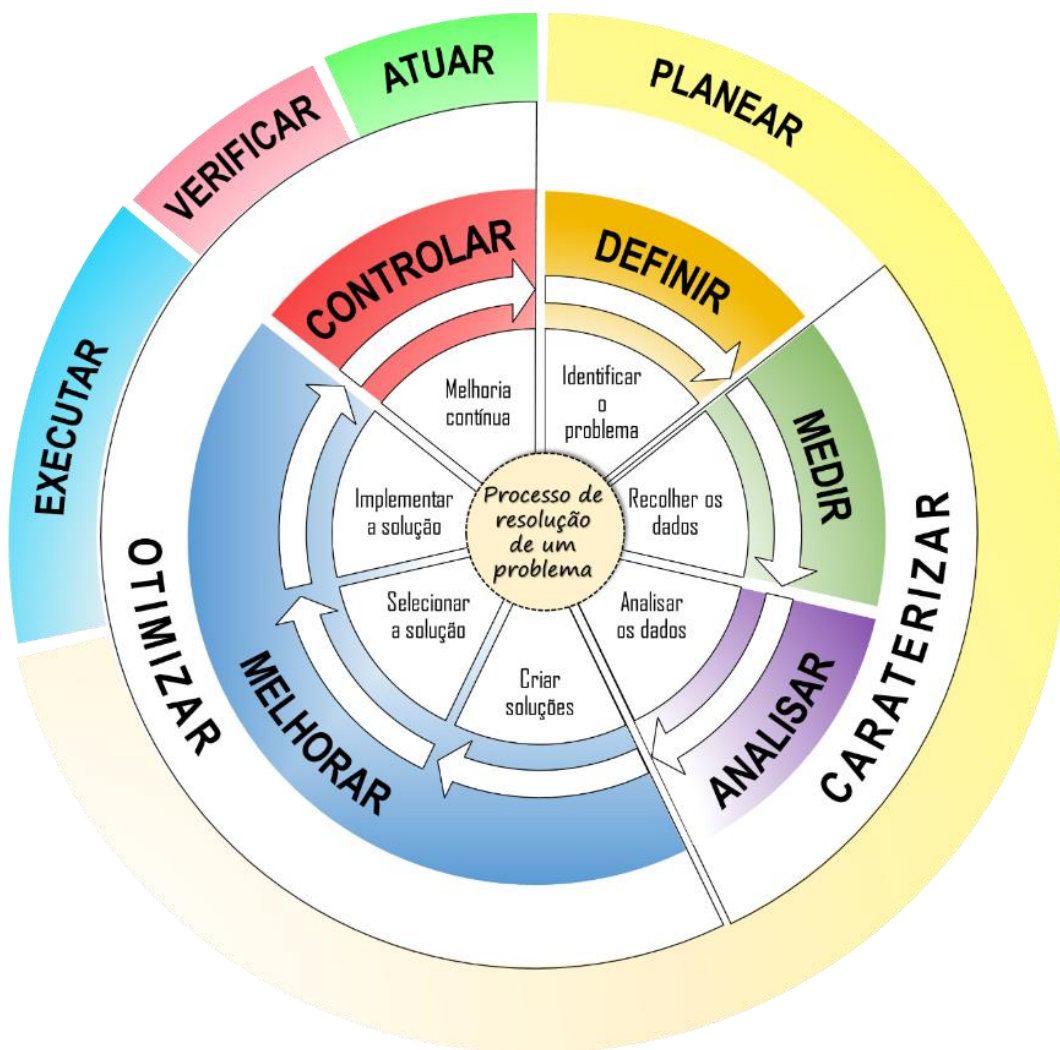 PLANEAR
EXECUTAR
VERIFICAR
ATUAR
CARATERIZAR
OTIMIZAR
DEFINIR
MEDIR
ANALISAR
MELHORAR
CONTROLAR
Identificar
o
problema
Recolher os
dados
Analisar
os dados
Criar
soluções
Selecionar
a solução
Implementar
a solução
Melhoria
contínua
Processo de
resolução
de um
problema